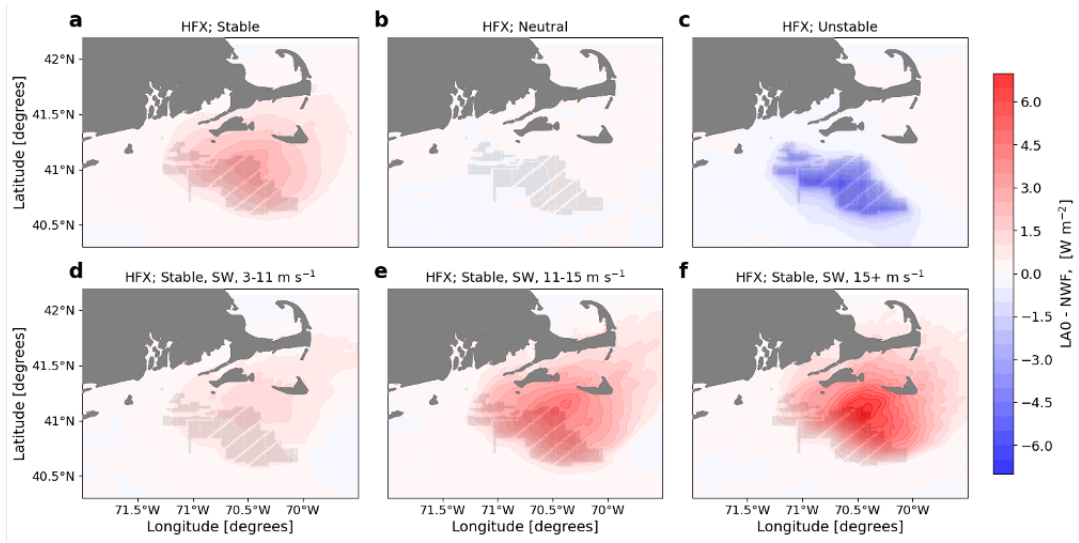 a HFX; Stable
b HFX; Neutral
c HFX; Unstable
Latitude [degrees]
42°N
41.5°N
41°N
40.5°N
d HFX; Stable, SW, 3-11 m s⁻¹
e HFX; Stable, SW, 11-15 m s⁻¹
f HFX; Stable, SW, 15+ m s⁻¹
Latitude [degrees]
42°N
41.5°N
41°N
40.5°N
71.5°W 71°W 70.5°W 70°W
71.5°W 71°W 70.5°W 70°W
71.5°W 71°W 70.5°W 70°W
Longitude [degrees]
Longitude [degrees]
Longitude [degrees]
6.0
4.5
3.0
1.5
0.0
−1.5
−3.0
−4.5
−6.0
LA0 - NWF, [W m⁻²]